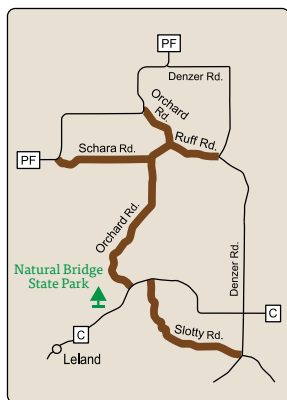 PF
Denzer Rd.
Orchard
Rd.
Ruff Rd.
Schara Rd.
PF
Orchard Rd.
Denzer Rd.
Natural Bridge
State Park
C
C
Slotty Rd.
Leland